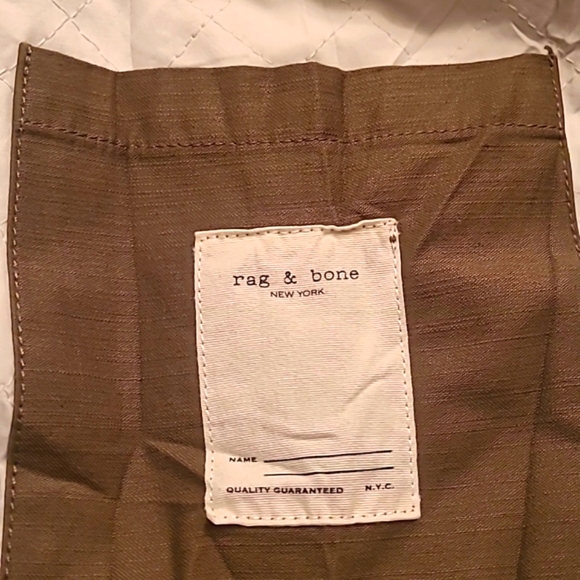 rag & bone
NEW YORK
NAME
QUALITY GUARANTEED N.Y.C.